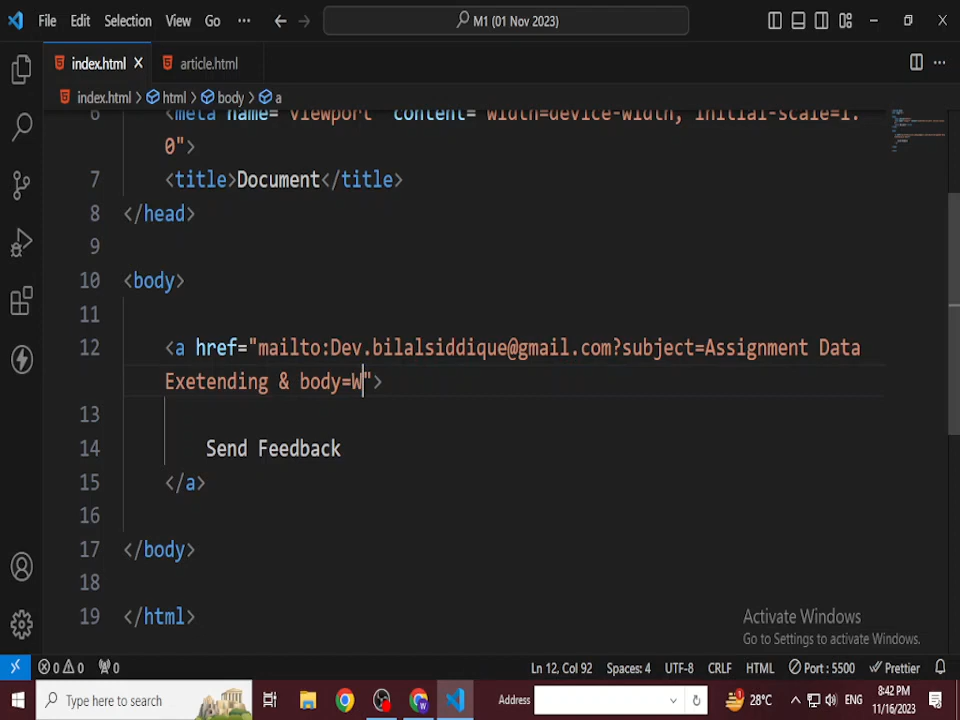 File Edit Selection View Go ··· M1 (01 Nov 2023)
index.html article.html
index.html > html > body > a
6 <meta name="viewport" content="width=device-width, initial-scale=1.
0">
7 <title>Document</title>
8 </head>
9
10 <body>
11
12 <a href="mailto:Dev.bilalsiddique@gmail.com?subject=Assignment Data
Exetending & body=W">
13
14 Send Feedback
15 </a>
16
17 </body>
18
19 </html>
Activate Windows
Go to Settings to activate Windows.
0 0 0 Ln 12, Col 92 Spaces: 4 UTF-8 CRLF HTML Port : 5500 Prettier
Type here to search Address 1 28°C ENG 8:42 PM
11/16/2023